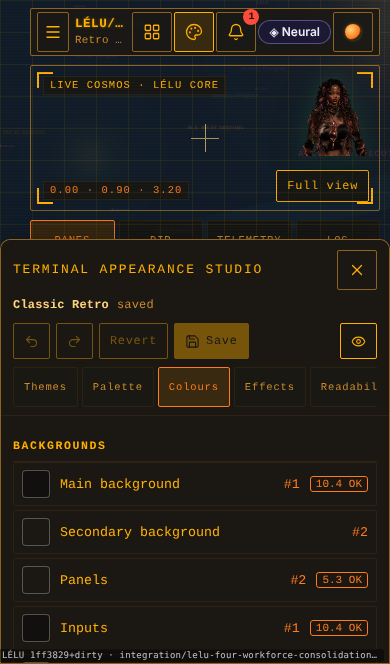 LÉLU/…
Retro …
1
◈ Neural
LIVE COSMOS · LÉLU CORE
0.00 · 0.90 · 3.20
Full view
TERMINAL APPEARANCE STUDIO
Classic Retro saved
Revert
Save
Themes
Palette
Colours
Effects
Readabil
BACKGROUNDS
Main background #1 10.4 OK
Secondary background #2
Panels #2 5.3 OK
Inputs #1 10.4 OK
LÉLU 1ff3829+dirty · integration/lelu-four-workforce-consolidation…